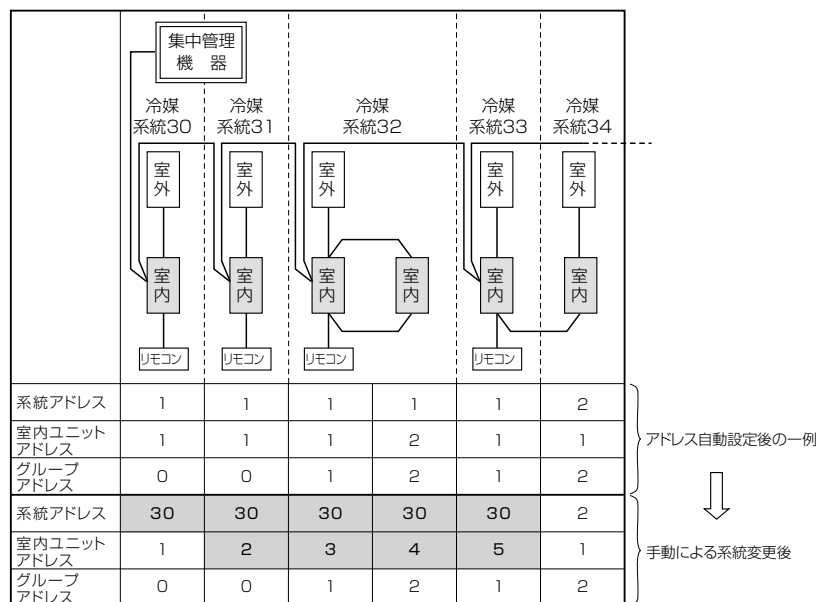 集中管理
機 器
冷媒
系統30
冷媒
系統31
冷媒
系統32
冷媒
系統33
冷媒
系統34
室外
室外
室外
室外
室外
室内
室内
室内
室内
室内
室内
リモコン
リモコン
リモコン
リモコン
系統アドレス 1 1 1 1 1 2
室内ユニット
アドレス 1 1 1 2 1 1
グループ
アドレス 0 0 1 2 1 2
アドレス自動設定後の一例
系統アドレス 30 30 30 30 30 2
室内ユニット
アドレス 1 2 3 4 5 1
グループ
アドレス 0 0 1 2 1 2
手動による系統変更後